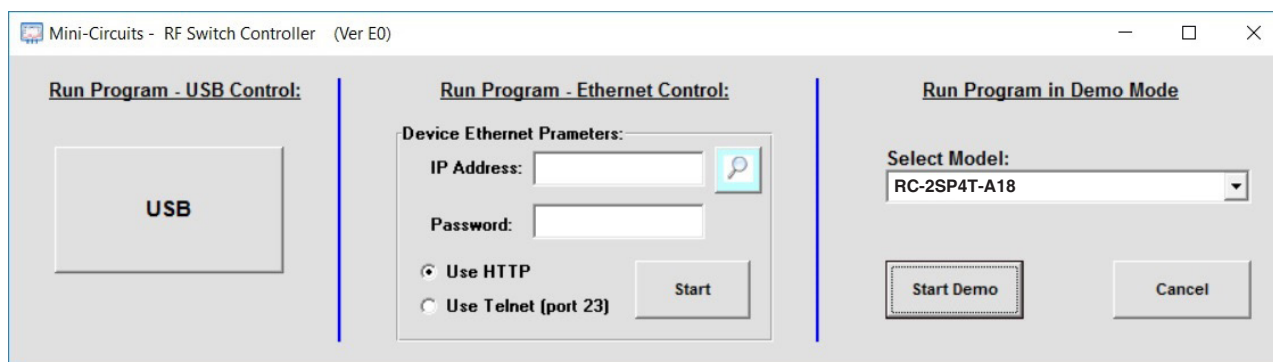 Mini-Circuits - RF Switch Controller (Ver E0)
Run Program - USB Control:
USB
Run Program - Ethernet Control:
Device Ethernet Prameters:
IP Address:
Password:
Use HTTP
Use Telnet (port 23)
Start
Run Program in Demo Mode
Select Model:
RC-2SP4T-A18
Start Demo
Cancel